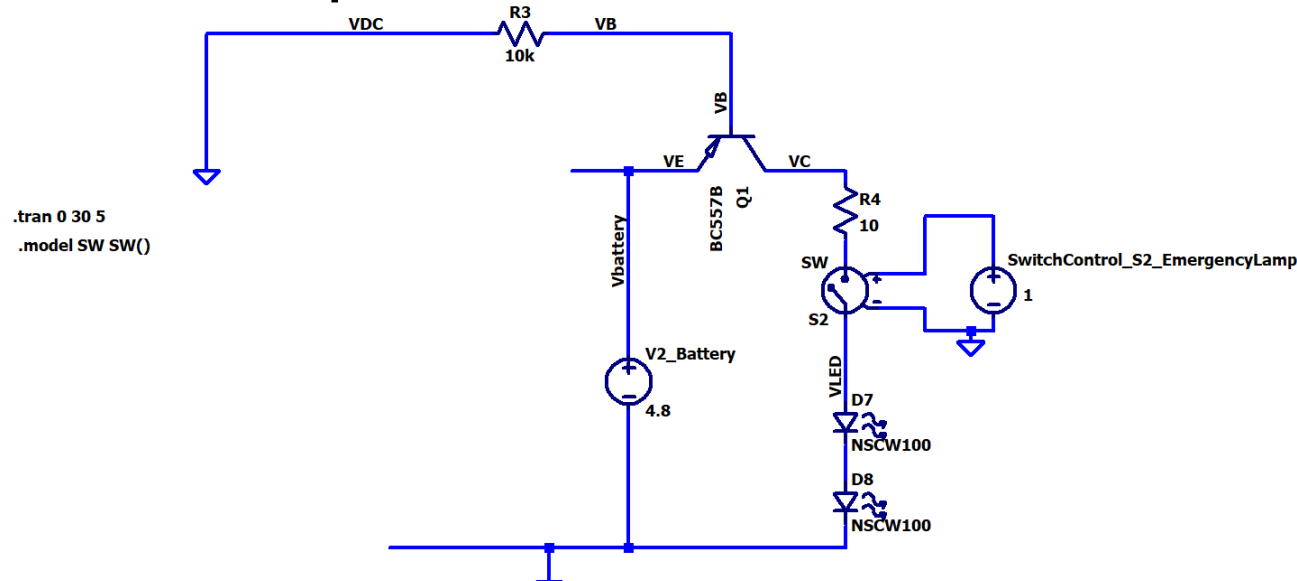 R3
VDC
VB
10k
VB
VE
VC
BC557B
Q1
R4
10
.tran 0 30 5
.model SW SW()
Vbattery
SW
S2
+
-
+
-
SwitchControl_S2_EmergencyLamp
1
V2_Battery
+
-
4.8
VLED
D7
NSCW100
D8
NSCW100